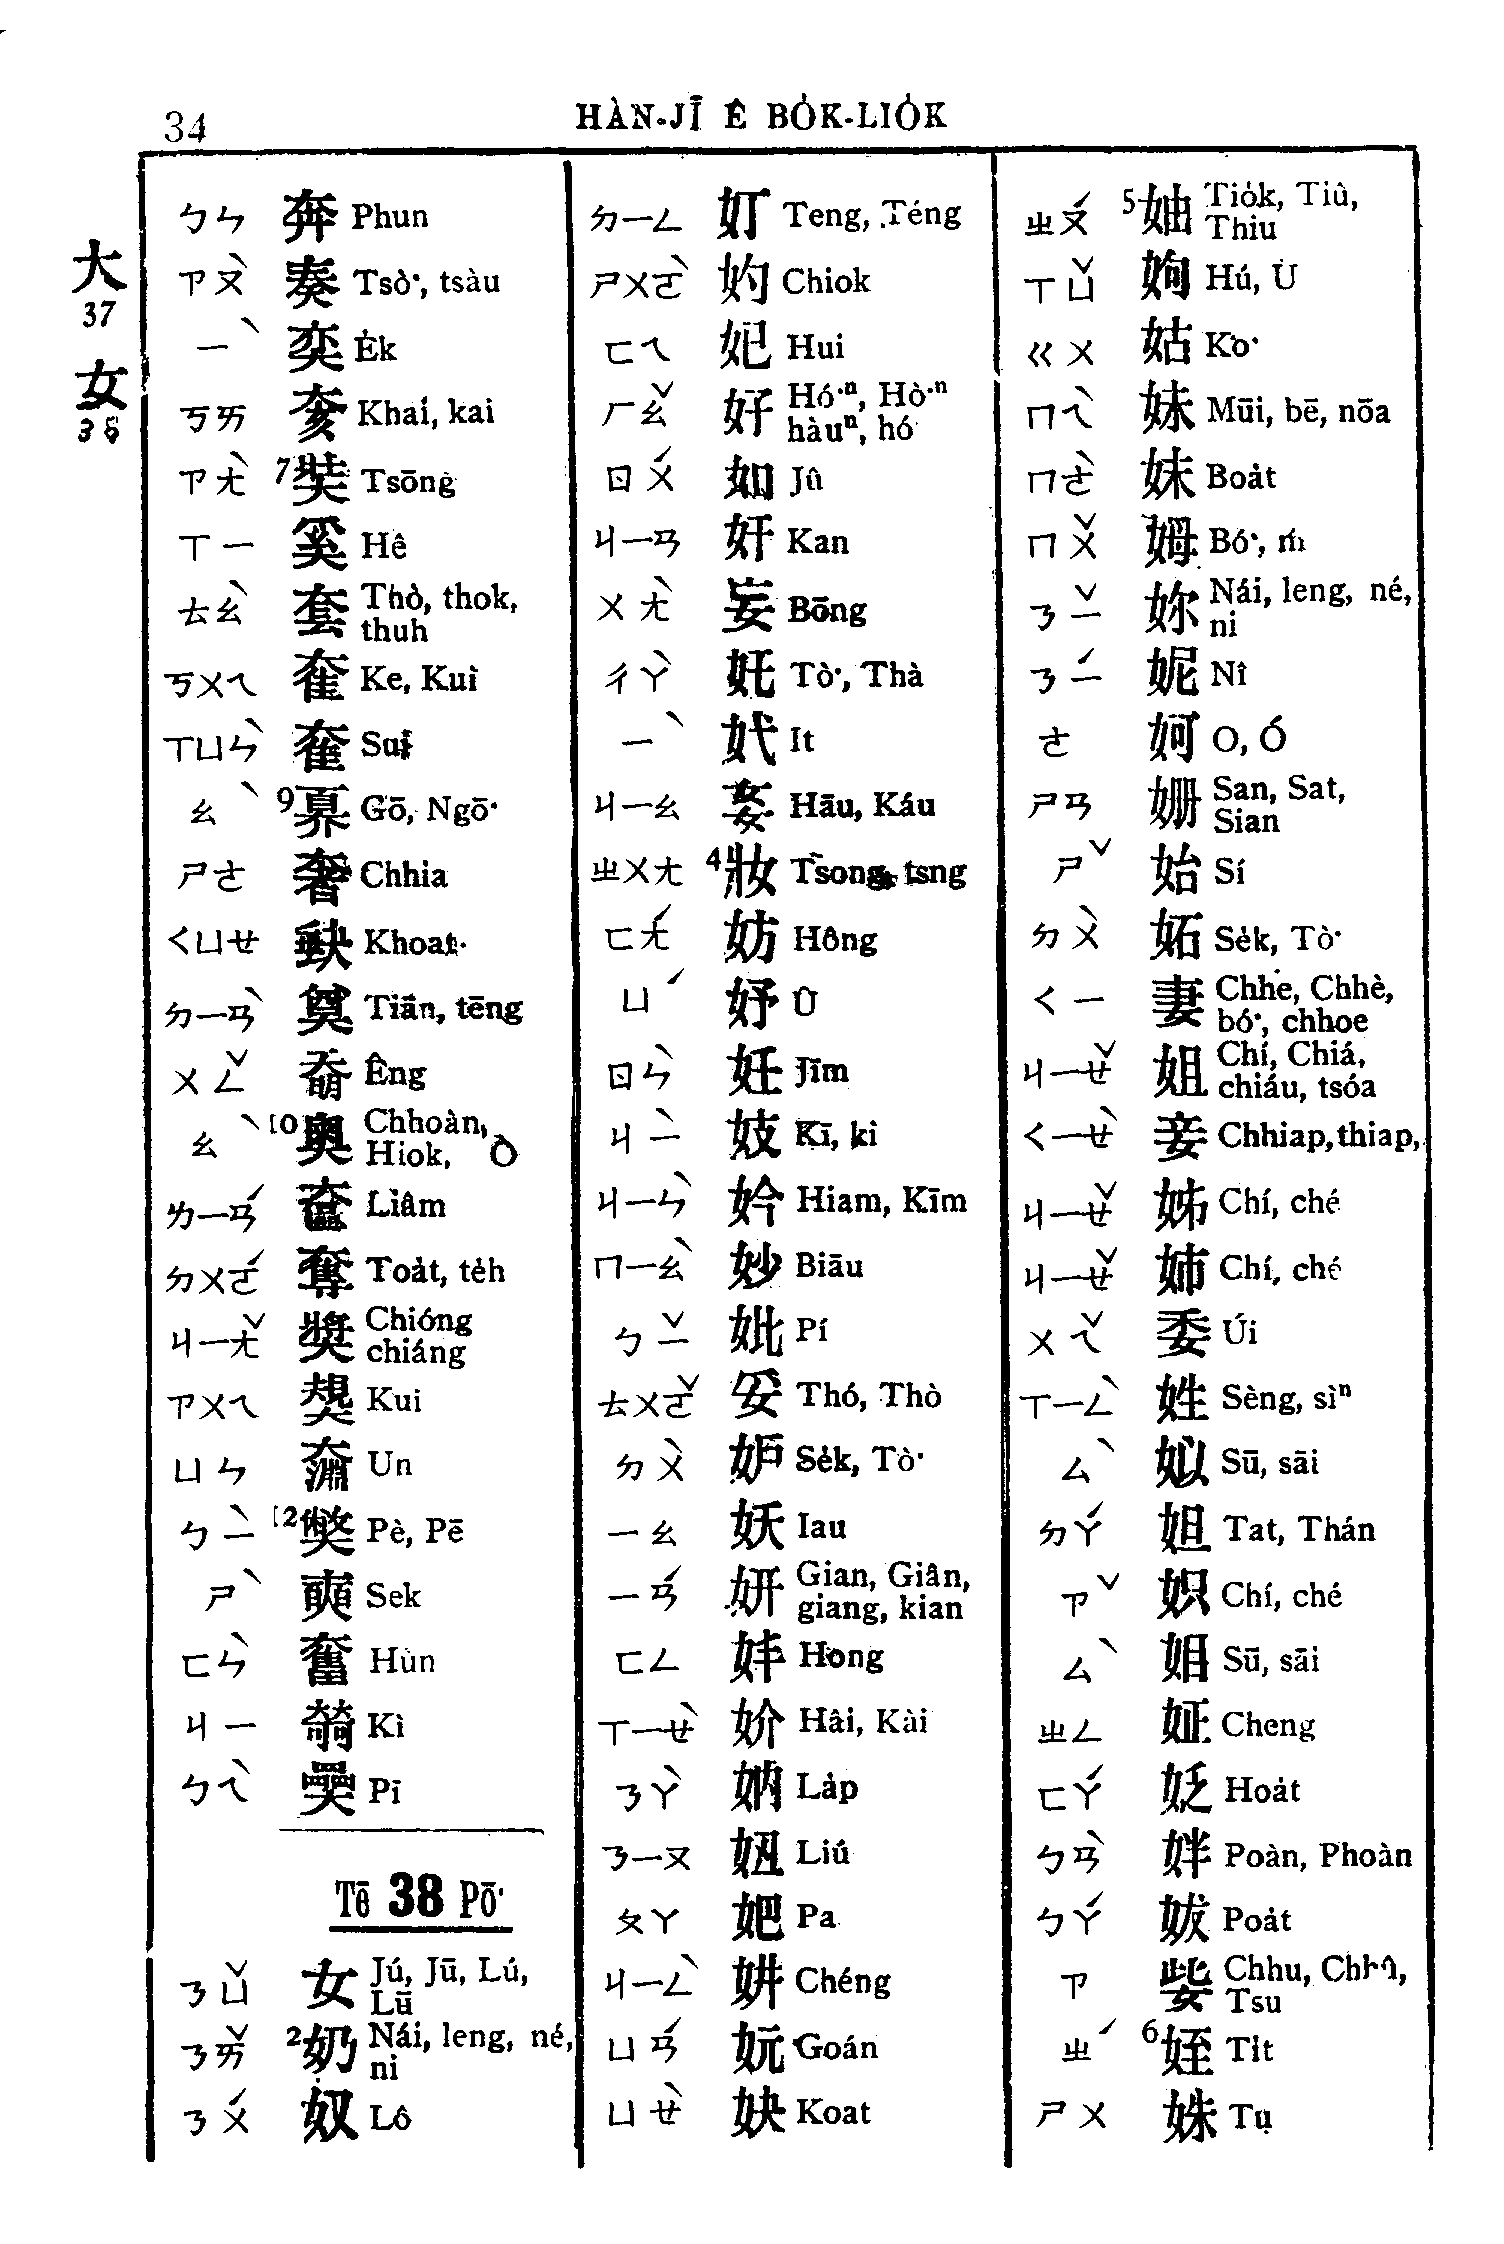 34
HÀN-JĪ Ê BO̍K-LIO̍K
大
37
女
38
ㄅㄣ 奔 Phun
ㄗㄡˋ 奏 Tsò͘, tsàu
ㄧˋ 奕 E̍k
ㄎㄞ 奓 Khai, kai
ㄗㄤˋ 7奘 Tsōng
ㄒㄧ 奚 Hê
ㄊㄠˋ 套 Thò, thok,
thuh
ㄎㄨㄟ 奎 Ke, Kui
ㄒㄩㄣˋ
ㄠˋ 9奡 Gō, Ngō͘
ㄕㄜ 奢 Chhia
ㄑㄩㄝ Khoat
ㄉㄧㄢˋ 奠 Tiān, tēng
ㄨㄥˇ 奣 Êng
ㄠˋ 10奧 Chhoàn,
Hiok, Ò
ㄌㄧㄢˊ 奩 Liâm
ㄉㄨㄛˊ 奪 Toa̍t, te̍h
ㄐㄧㄤˇ 奬 Chióng
chiáng
ㄗㄨㄟ Kui
ㄩㄣ 奫 Un
ㄅㄧˋ 12獘 Pè, Pē
ㄕˋ 奭 Sek
ㄈㄣˋ 奮 Hùn
ㄐㄧ Kì
ㄅㄟˋ 奰 Pī
Tē 38 Pō͘
ㄋㄩˇ 女 Jú, Jū, Lú,
Lū
ㄋㄞˇ 2奶 Nái, leng, né,
ni
ㄋㄨˊ 奴 Lô
ㄉㄧㄥ 奵 Teng, Téng
ㄕㄨㄛˋ 妁 Chiok
ㄈㄟ 妃 Hui
ㄏㄠˇ 好 Hó͘ⁿ, Hò͘ⁿ
hàuⁿ, hó
ㄖㄨˊ 如 Jû
ㄐㄧㄢ 奸 Kan
ㄨㄤˋ 妄 Bōng
ㄔㄚˋ 奼 Tò͘, Thà
ㄧˋ 妷 It
ㄐㄧㄠ Hāu, Káu
ㄓㄨㄤ 4妝 Tsong, tsng
ㄈㄤˊ 妨 Hông
ㄩˊ 妤 Û
ㄖㄣˋ 妊 Jīm
ㄐㄧˋ 妓 Kī, ki
ㄐㄧㄣˋ 妗 Hiam, Kīm
ㄇㄧㄠˋ 妙 Biāu
ㄅㄧˇ 妣 Pí
ㄊㄨㄛˇ 妥 Thó, Thò
ㄉㄨˋ 妒 Se̍k, Tò͘
ㄧㄠ 妖 Iau
ㄧㄢˊ 妍 Gian, Giân,
giang, kian
ㄈㄥ 妦 Hong
ㄒㄧㄝˋ 妎 Hâi, Kài
ㄋㄚˋ 妠 La̍p
ㄋㄧㄡ 妞 Liú
ㄆㄚ 妑 Pa
ㄐㄧㄥˋ 妌 Chéng
ㄩㄢˊ 妧 Goán
ㄩㄝˋ 妜 Koat
ㄓㄡˊ 5妯 Tio̍k, Tiû,
Thiu
ㄒㄩˇ 姁 Hú, Ù
ㄍㄨ 姑 Ko͘
ㄇㄟˋ 妹 Mūi, bē, nōa
ㄇㄛˋ 妺 Boa̍t
ㄇㄨˇ 姆 Bó͘, ḿ
ㄋㄧˇ 妳 Nái, leng, né,
ni
ㄋㄧˊ 妮 Nî
ㄜ 妸 O, Ó
ㄕㄢ 姍 San, Sat,
Sian
ㄕˇ 始 Sí
ㄉㄨˋ 妬 Se̍k, Tò͘
ㄑㄧ 妻 Chhe, Chhè,
bó͘, chhoe
ㄐㄧㄝˇ 姐 Chí, Chiá,
chiáu, tsóa
ㄑㄧㄝˋ 妾 Chhiap, thiap,
ㄐㄧㄝˇ 姊 Chí, ché
ㄐㄧㄝˇ 姉 Chí, ché
ㄨㄟˇ 委 Úi
ㄒㄧㄥˋ 姓 Sèng, sìⁿ
ㄙˋ 姒 Sū, sāi
ㄉㄚˊ 妲 Tat, Thán
ㄗˇ Chí, ché
ㄙˋ Sū, sāi
ㄓㄥ 姃 Cheng
ㄈㄚˊ 姂 Hoa̍t
ㄅㄢˋ 姅 Poàn, Phoàn
ㄅㄚˊ 妭 Poa̍t
ㄗ 姕 Chhu, Chhû,
Tsu
ㄓˊ 6姪 Ti̍t
ㄕㄨ 姝 Tu